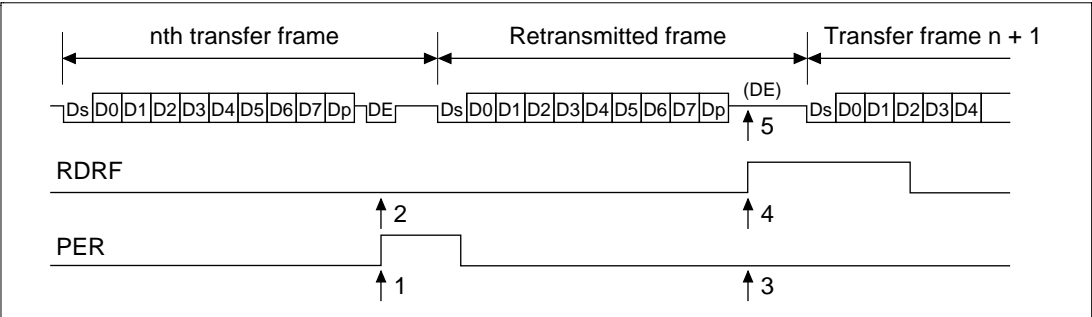 nth transfer frame Retransmitted frame Transfer frame n + 1
(DE)
Ds D0 D1 D2 D3 D4 D5 D6 D7 Dp DE Ds D0 D1 D2 D3 D4 D5 D6 D7 Dp Ds D0 D1 D2 D3 D4
5
RDRF
2 4
PER
1 3